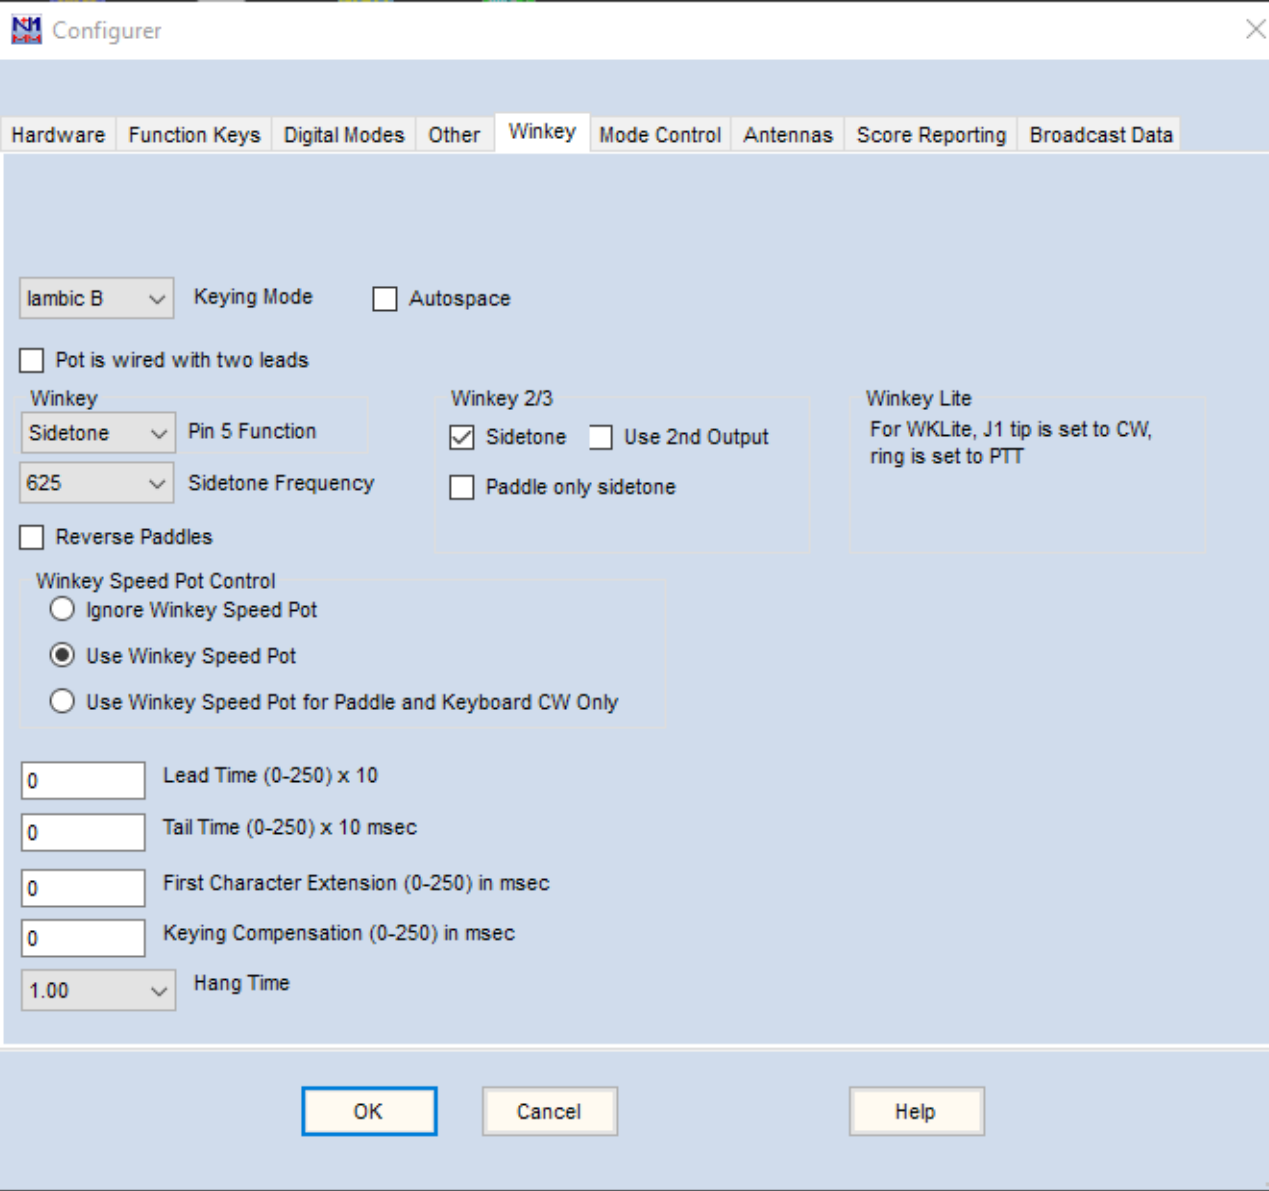 Configurer
Hardware Function Keys Digital Modes Other Winkey Mode Control Antennas Score Reporting Broadcast Data
Iambic B Keying Mode Autospace
Pot is wired with two leads
Winkey Winkey 2/3 Winkey Lite
Sidetone Pin 5 Function Sidetone Use 2nd Output For WKLite, J1 tip is set to CW,
ring is set to PTT
625 Sidetone Frequency Paddle only sidetone
Reverse Paddles
Winkey Speed Pot Control
Ignore Winkey Speed Pot
Use Winkey Speed Pot
Use Winkey Speed Pot for Paddle and Keyboard CW Only
0 Lead Time (0-250) x 10
0 Tail Time (0-250) x 10 msec
0 First Character Extension (0-250) in msec
0 Keying Compensation (0-250) in msec
1.00 Hang Time
OK Cancel Help